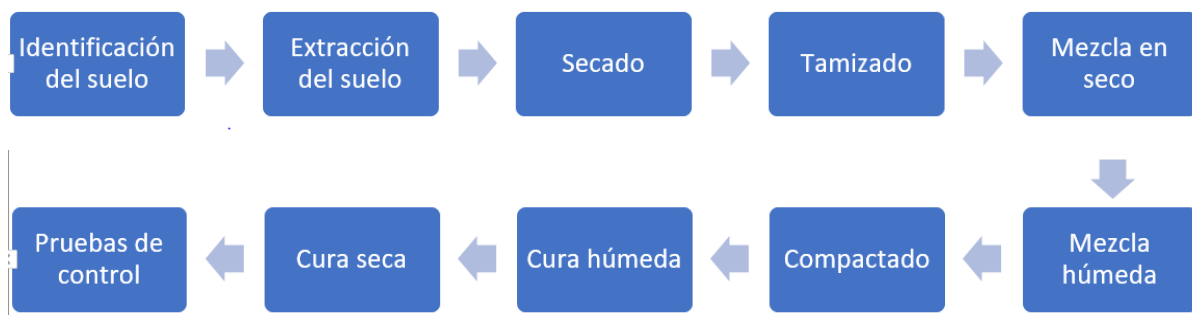 Identificación
del suelo
Extracción
del suelo
Secado
Tamizado
Mezcla en
seco
Mezcla
húmeda
Compactado
Cura húmeda
Cura seca
Pruebas de
control